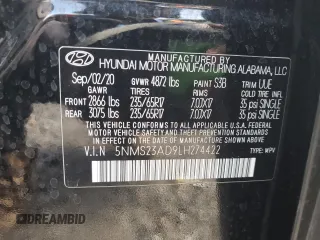 MANUFACTURED BY
HYUNDAI MOTOR MANUFACTURING ALABAMA, LLC
Sep/02/20 GVWR 4872 lbs PAINT S3B TRIM UUE
GAWR TIRES RIMS COLD TIRE INFLATION
FRONT 2866 lbs 235/65R17 7.0JX17 35 psi SINGLE
REAR 3075 lbs 235/65R17 7.0JX17 35 psi SINGLE
THIS VEHICLE CONFORMS TO ALL APPLICABLE FEDERAL MOTOR
VEHICLE SAFETY AND THEFT PREVENTION STANDARDS IN
EFFECT ON THE DATE OF MANUFACTURE SHOWN ABOVE.
V.I.N 5NMS23AD9LH274422 TYPE: MPV
DREAMBID